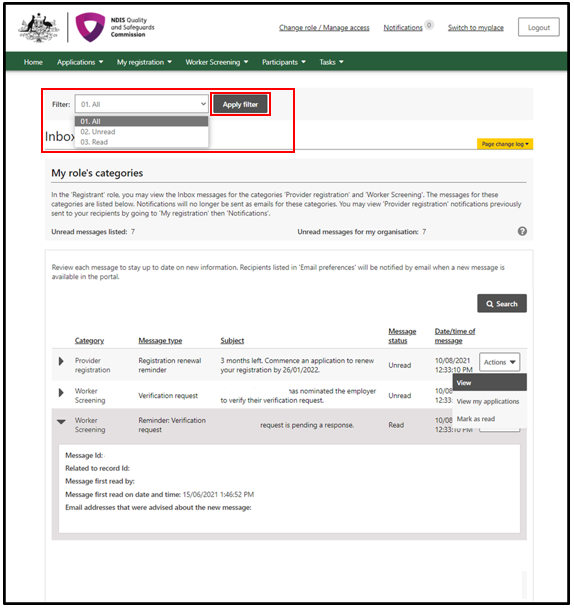 NDIS Quality
and Safeguards
Commission
Change role / Manage access
Notifications 0
Switch to myplace
Logout
Home Applications My registration Worker Screening Participants Tasks
Filter: 01. All Apply filter
01. All
02. Unread
03. Read
Inbox
Page change log
My role's categories
In the 'Registrant' role, you may view the Inbox messages for the categories 'Provider registration' and 'Worker Screening'. The messages for these
categories are listed below. Notifications will no longer be sent as emails for these categories. You may view 'Provider registration' notifications previously
sent to your recipients by going to 'My registration' then 'Notifications'.
Unread messages listed: 7 Unread messages for my organisation: 7 ?
Review each message to stay up to date on new information. Recipients listed in 'Email preferences' will be notified by email when a new message is
available in the portal.
Search
Category Message type Subject Message status Date/time of message
Provider registration Registration renewal reminder 3 months left. Commence an application to renew your registration by 26/01/2022. Unread 10/08/2021 12:33:10 PM Actions
View
View my applications
Mark as read
Worker Screening Verification request has nominated the employer to verify their verification request. Unread 10/08 12:33
Worker Screening Reminder: Verification request request is pending a response. Read 10/08 12:33:10 PM
Message Id:
Related to record Id:
Message first read by:
Message first read on date and time: 15/06/2021 1:46:52 PM
Email addresses that were advised about the new message: